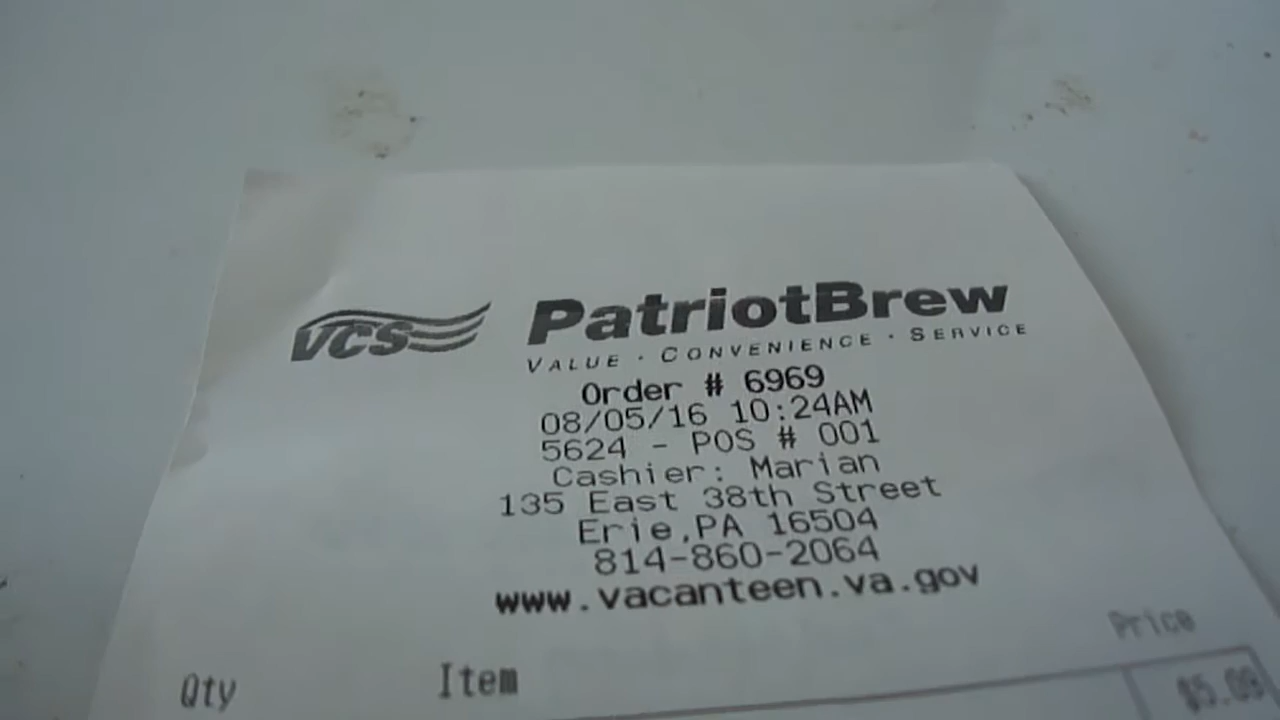 VCS PatriotBrew
VALUE · CONVENIENCE · SERVICE
Order # 6969
08/05/16 10:24AM
5624 - POS # 001
Cashier: Marian
135 East 38th Street
Erie,PA 16504
814-860-2064
www.vacanteen.va.gov
Qty Item Price